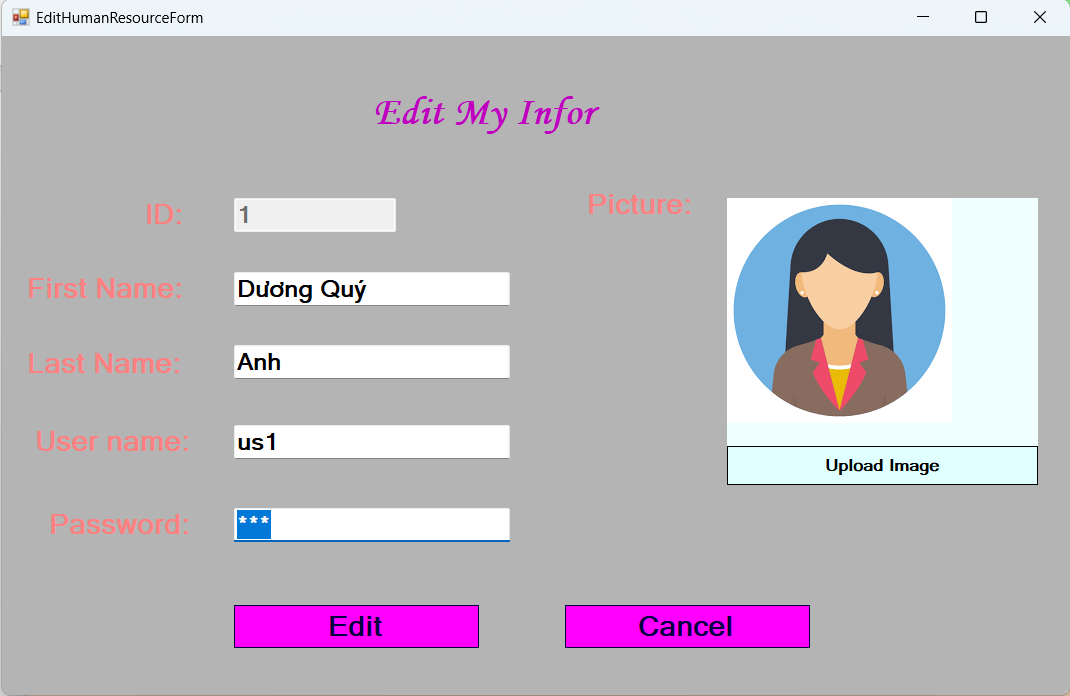 EditHumanResourceForm
Edit My Infor
ID: 1
Picture:
First Name: Dương Quý
Last Name: Anh
Upload Image
User name: us1
Password: ***
Edit Cancel